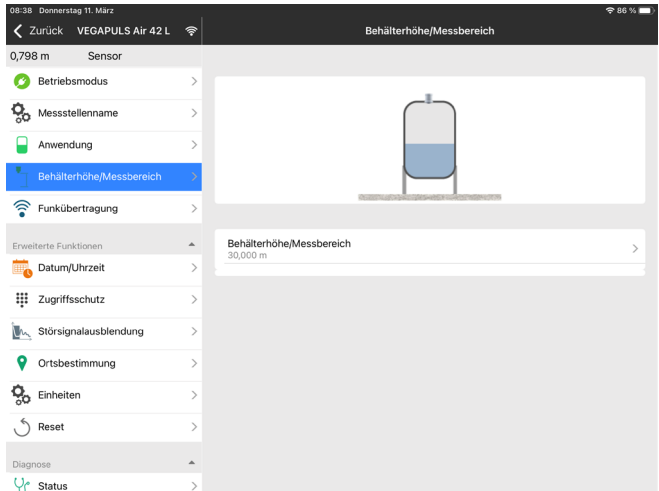 08:38 Donnerstag 11. März
86 %
Zurück VEGAPULS Air 42 L
Behälterhöhe/Messbereich
0,798 m Sensor
Betriebsmodus
Messstellenname
Anwendung
Behälterhöhe/Messbereich
Funkübertragung
Behälterhöhe/Messbereich
30,000 m
Erweiterte Funktionen
Datum/Uhrzeit
Zugriffsschutz
Störsignalausblendung
Ortsbestimmung
Einheiten
Reset
Diagnose
Status